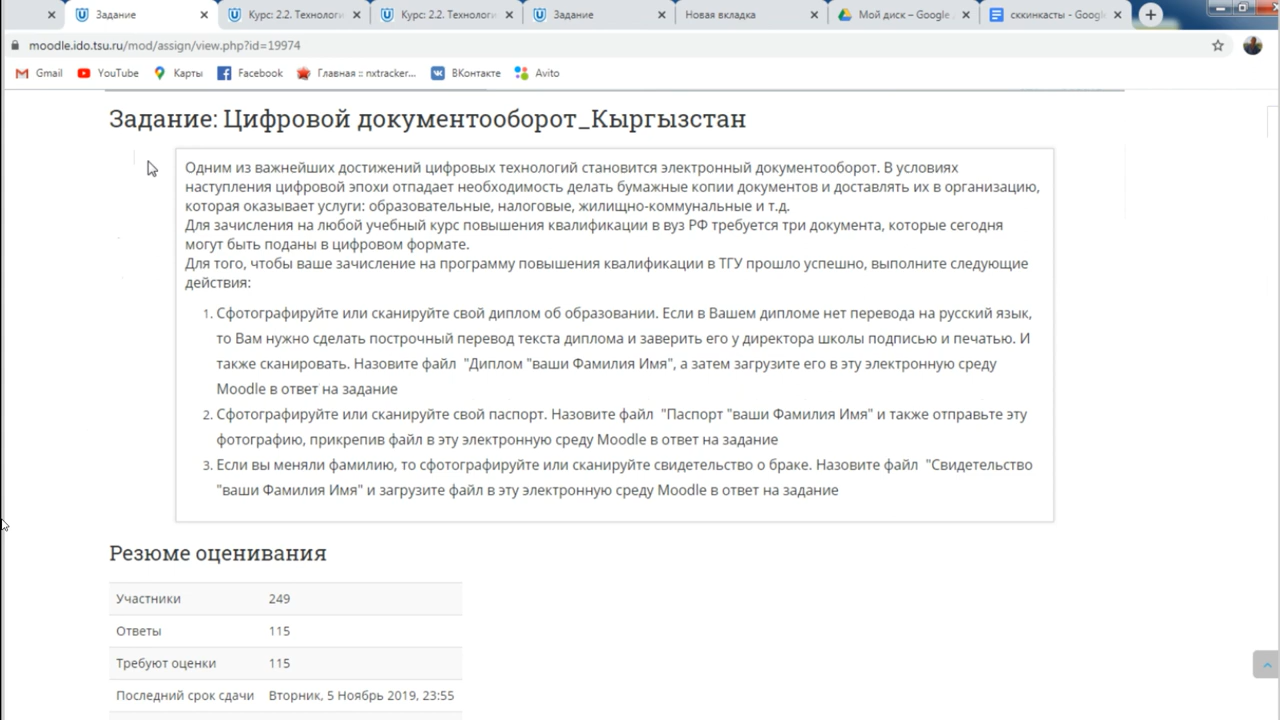 Задание
Курс: 2.2. Технологи
Курс: 2.2. Технологи
Задание
Новая вкладка
Мой диск – Google
сккинкасты - Google
moodle.ido.tsu.ru/mod/assign/view.php?id=19974
Gmail
YouTube
Карты
Facebook
Главная :: nxtracker...
ВКонтакте
Avito
Задание: Цифровой документооборот_Кыргызстан
Одним из важнейших достижений цифровых технологий становится электронный документооборот. В условиях
наступления цифровой эпохи отпадает необходимость делать бумажные копии документов и доставлять их в организацию,
которая оказывает услуги: образовательные, налоговые, жилищно-коммунальные и т.д.
Для зачисления на любой учебный курс повышения квалификации в вуз РФ требуется три документа, которые сегодня
могут быть поданы в цифровом формате.
Для того, чтобы ваше зачисление на программу повышения квалификации в ТГУ прошло успешно, выполните следующие
действия:
1. Сфотографируйте или сканируйте свой диплом об образовании. Если в Вашем дипломе нет перевода на русский язык,
то Вам нужно сделать построчный перевод текста диплома и заверить его у директора школы подписью и печатью. И
также сканировать. Назовите файл "Диплом "ваши Фамилия Имя", а затем загрузите его в эту электронную среду
Moodle в ответ на задание
2. Сфотографируйте или сканируйте свой паспорт. Назовите файл "Паспорт "ваши Фамилия Имя" и также отправьте эту
фотографию, прикрепив файл в эту электронную среду Moodle в ответ на задание
3. Если вы меняли фамилию, то сфотографируйте или сканируйте свидетельство о браке. Назовите файл "Свидетельство
"ваши Фамилия Имя" и загрузите файл в эту электронную среду Moodle в ответ на задание
Резюме оценивания
Участники 249
Ответы 115
Требуют оценки 115
Последний срок сдачи Вторник, 5 Ноябрь 2019, 23:55